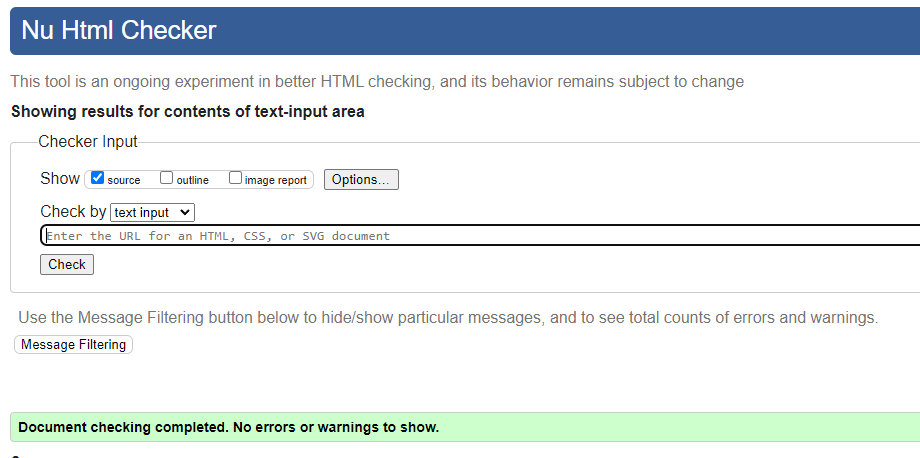 Nu Html Checker
This tool is an ongoing experiment in better HTML checking, and its behavior remains subject to change
Showing results for contents of text-input area
Checker Input
Show source outline image report Options...
Check by text input
Enter the URL for an HTML, CSS, or SVG document
Check
Use the Message Filtering button below to hide/show particular messages, and to see total counts of errors and warnings.
Message Filtering
Document checking completed. No errors or warnings to show.